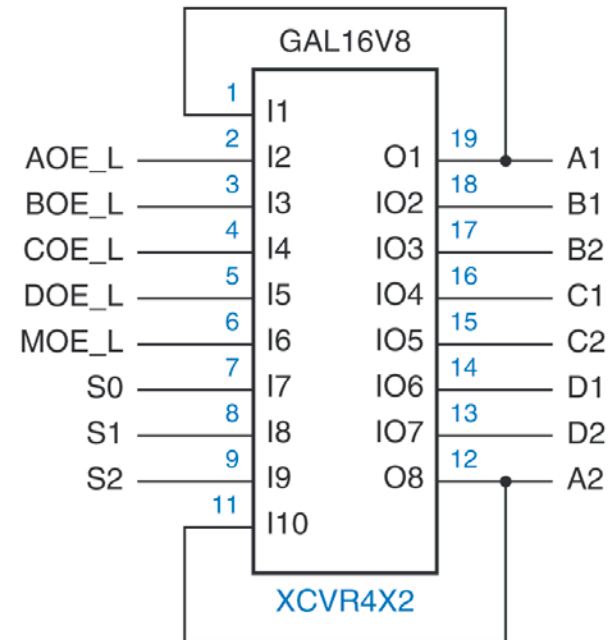 GAL16V8
1 I1
AOE_L 2 I2 O1 19 A1
BOE_L 3 I3 IO2 18 B1
COE_L 4 I4 IO3 17 B2
DOE_L 5 I5 IO4 16 C1
MOE_L 6 I6 IO5 15 C2
S0 7 I7 IO6 14 D1
S1 8 I8 IO7 13 D2
S2 9 I9 O8 12 A2
11 I10
XCVR4X2